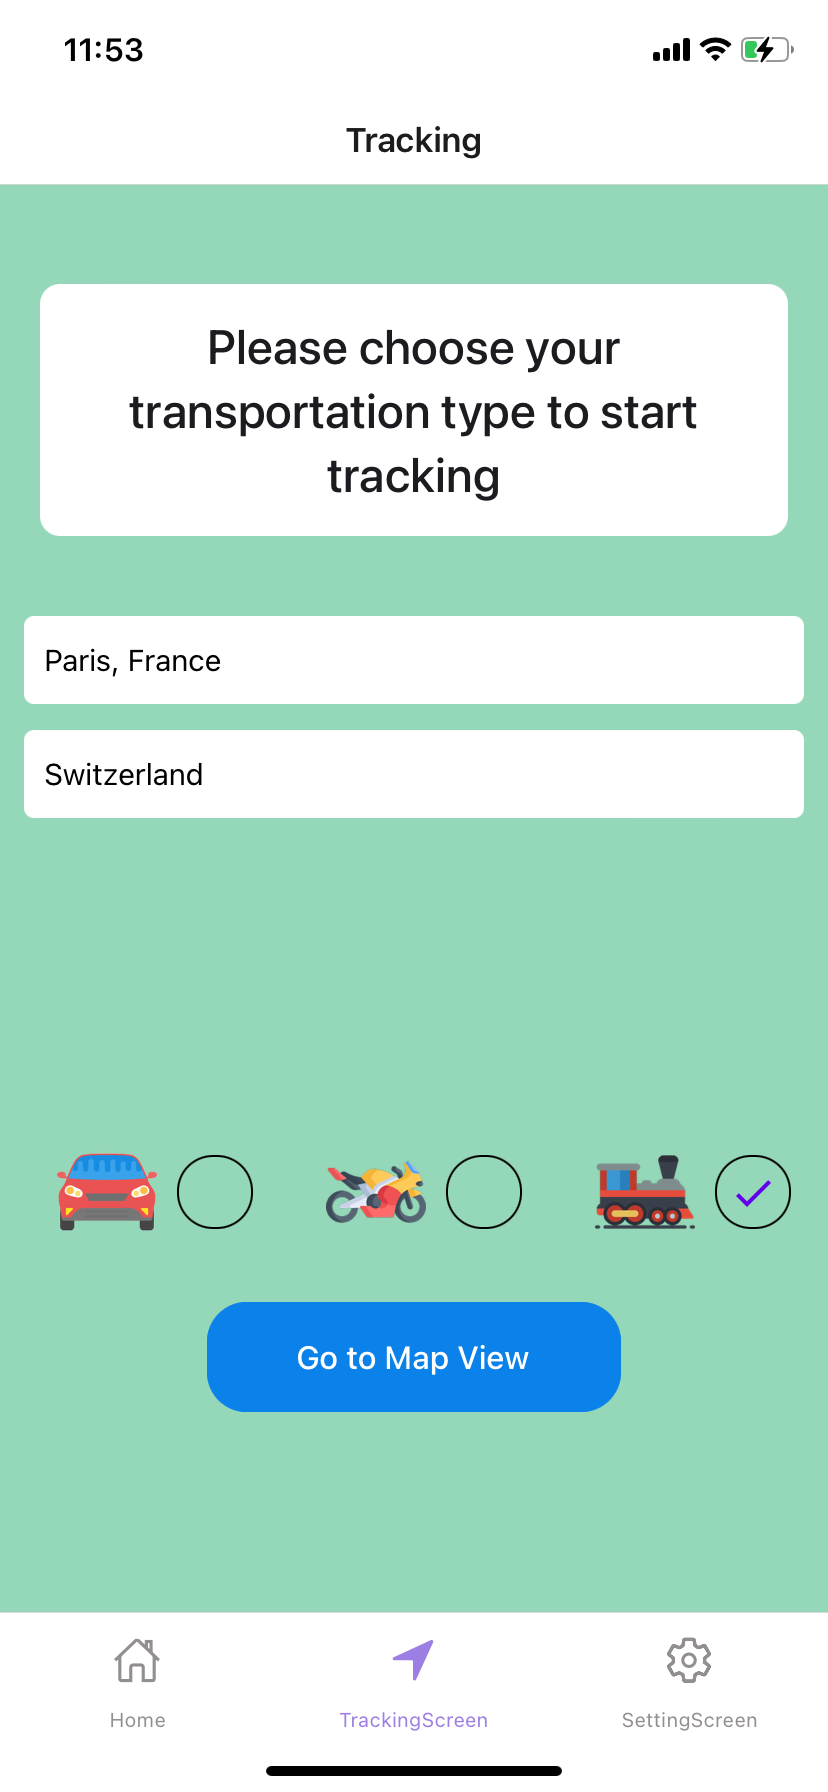 11:53
Tracking
Please choose your
transportation type to start
tracking
Paris, France
Switzerland
Go to Map View
Home
TrackingScreen
SettingScreen